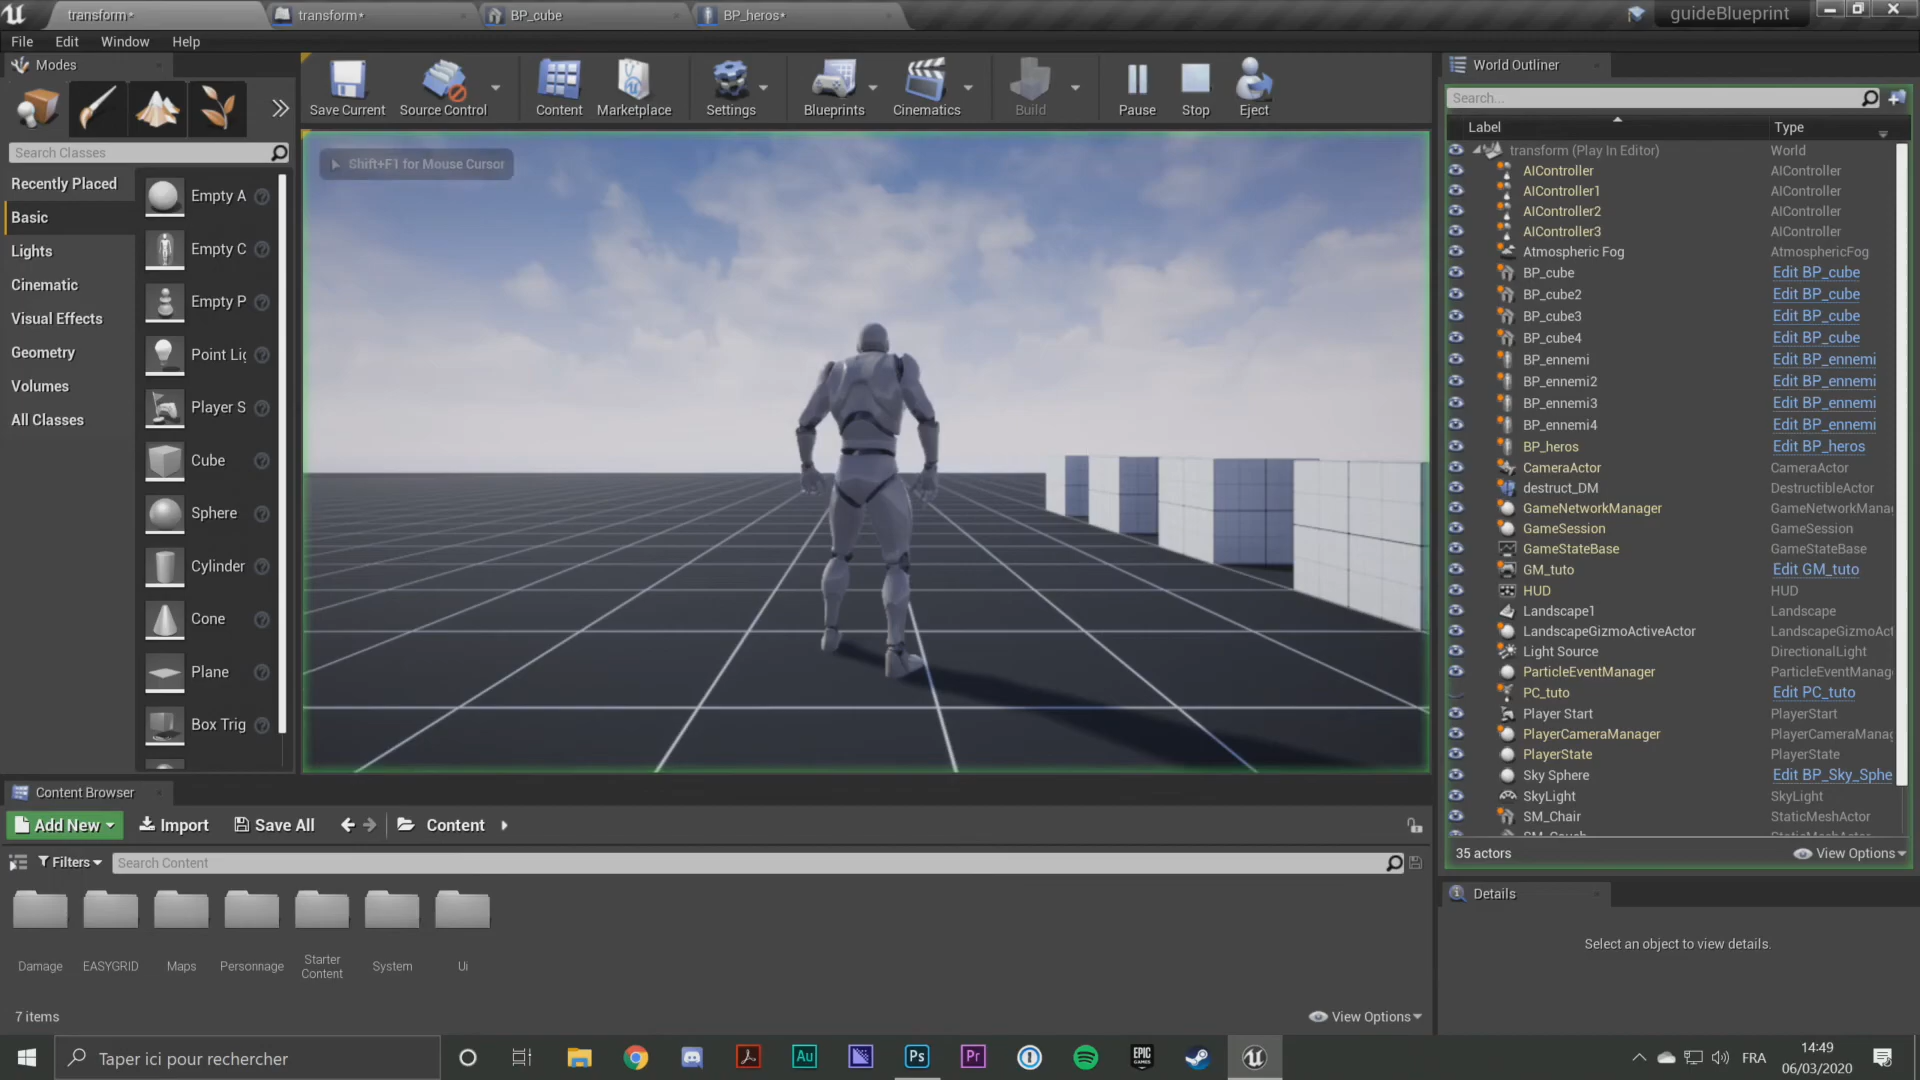 transform*
transform*
BP_cube
BP_heros*
guideBlueprint
File
Edit
Window
Help
Modes
Save Current
Source Control
Content
Marketplace
Settings
Blueprints
Cinematics
Build
Pause
Stop
Eject
World Outliner
Search...
Label
Type
Search Classes
Recently Placed
Basic
Lights
Cinematic
Visual Effects
Geometry
Volumes
All Classes
Empty A
Empty C
Empty P
Point Lig
Player S
Cube
Sphere
Cylinder
Cone
Plane
Box Trig
Shift+F1 for Mouse Cursor
transform (Play In Editor) World
AIController AIController
AIController1 AIController
AIController2 AIController
AIController3 AIController
Atmospheric Fog AtmosphericFog
BP_cube Edit BP_cube
BP_cube2 Edit BP_cube
BP_cube3 Edit BP_cube
BP_cube4 Edit BP_cube
BP_ennemi Edit BP_ennemi
BP_ennemi2 Edit BP_ennemi
BP_ennemi3 Edit BP_ennemi
BP_ennemi4 Edit BP_ennemi
BP_heros Edit BP_heros
CameraActor CameraActor
destruct_DM DestructibleActor
GameNetworkManager GameNetworkMana
GameSession GameSession
GameStateBase GameStateBase
GM_tuto Edit GM_tuto
HUD HUD
Landscape1 Landscape
LandscapeGizmoActiveActor LandscapeGizmoAct
Light Source DirectionalLight
ParticleEventManager ParticleEventManag
PC_tuto Edit PC_tuto
Player Start PlayerStart
PlayerCameraManager PlayerCameraManag
PlayerState PlayerState
Sky Sphere Edit BP_Sky_Sphe
SkyLight SkyLight
SM_Chair StaticMeshActor
35 actors
View Options
Details
Select an object to view details.
Content Browser
Add New
Import
Save All
Content
Filters
Search Content
Damage
EASYGRID
Maps
Personnage
Starter
Content
System
Ui
7 items
View Options
Taper ici pour rechercher
Au
Ps
Pr
EPIC
GAMES
FRA
14:49
06/03/2020